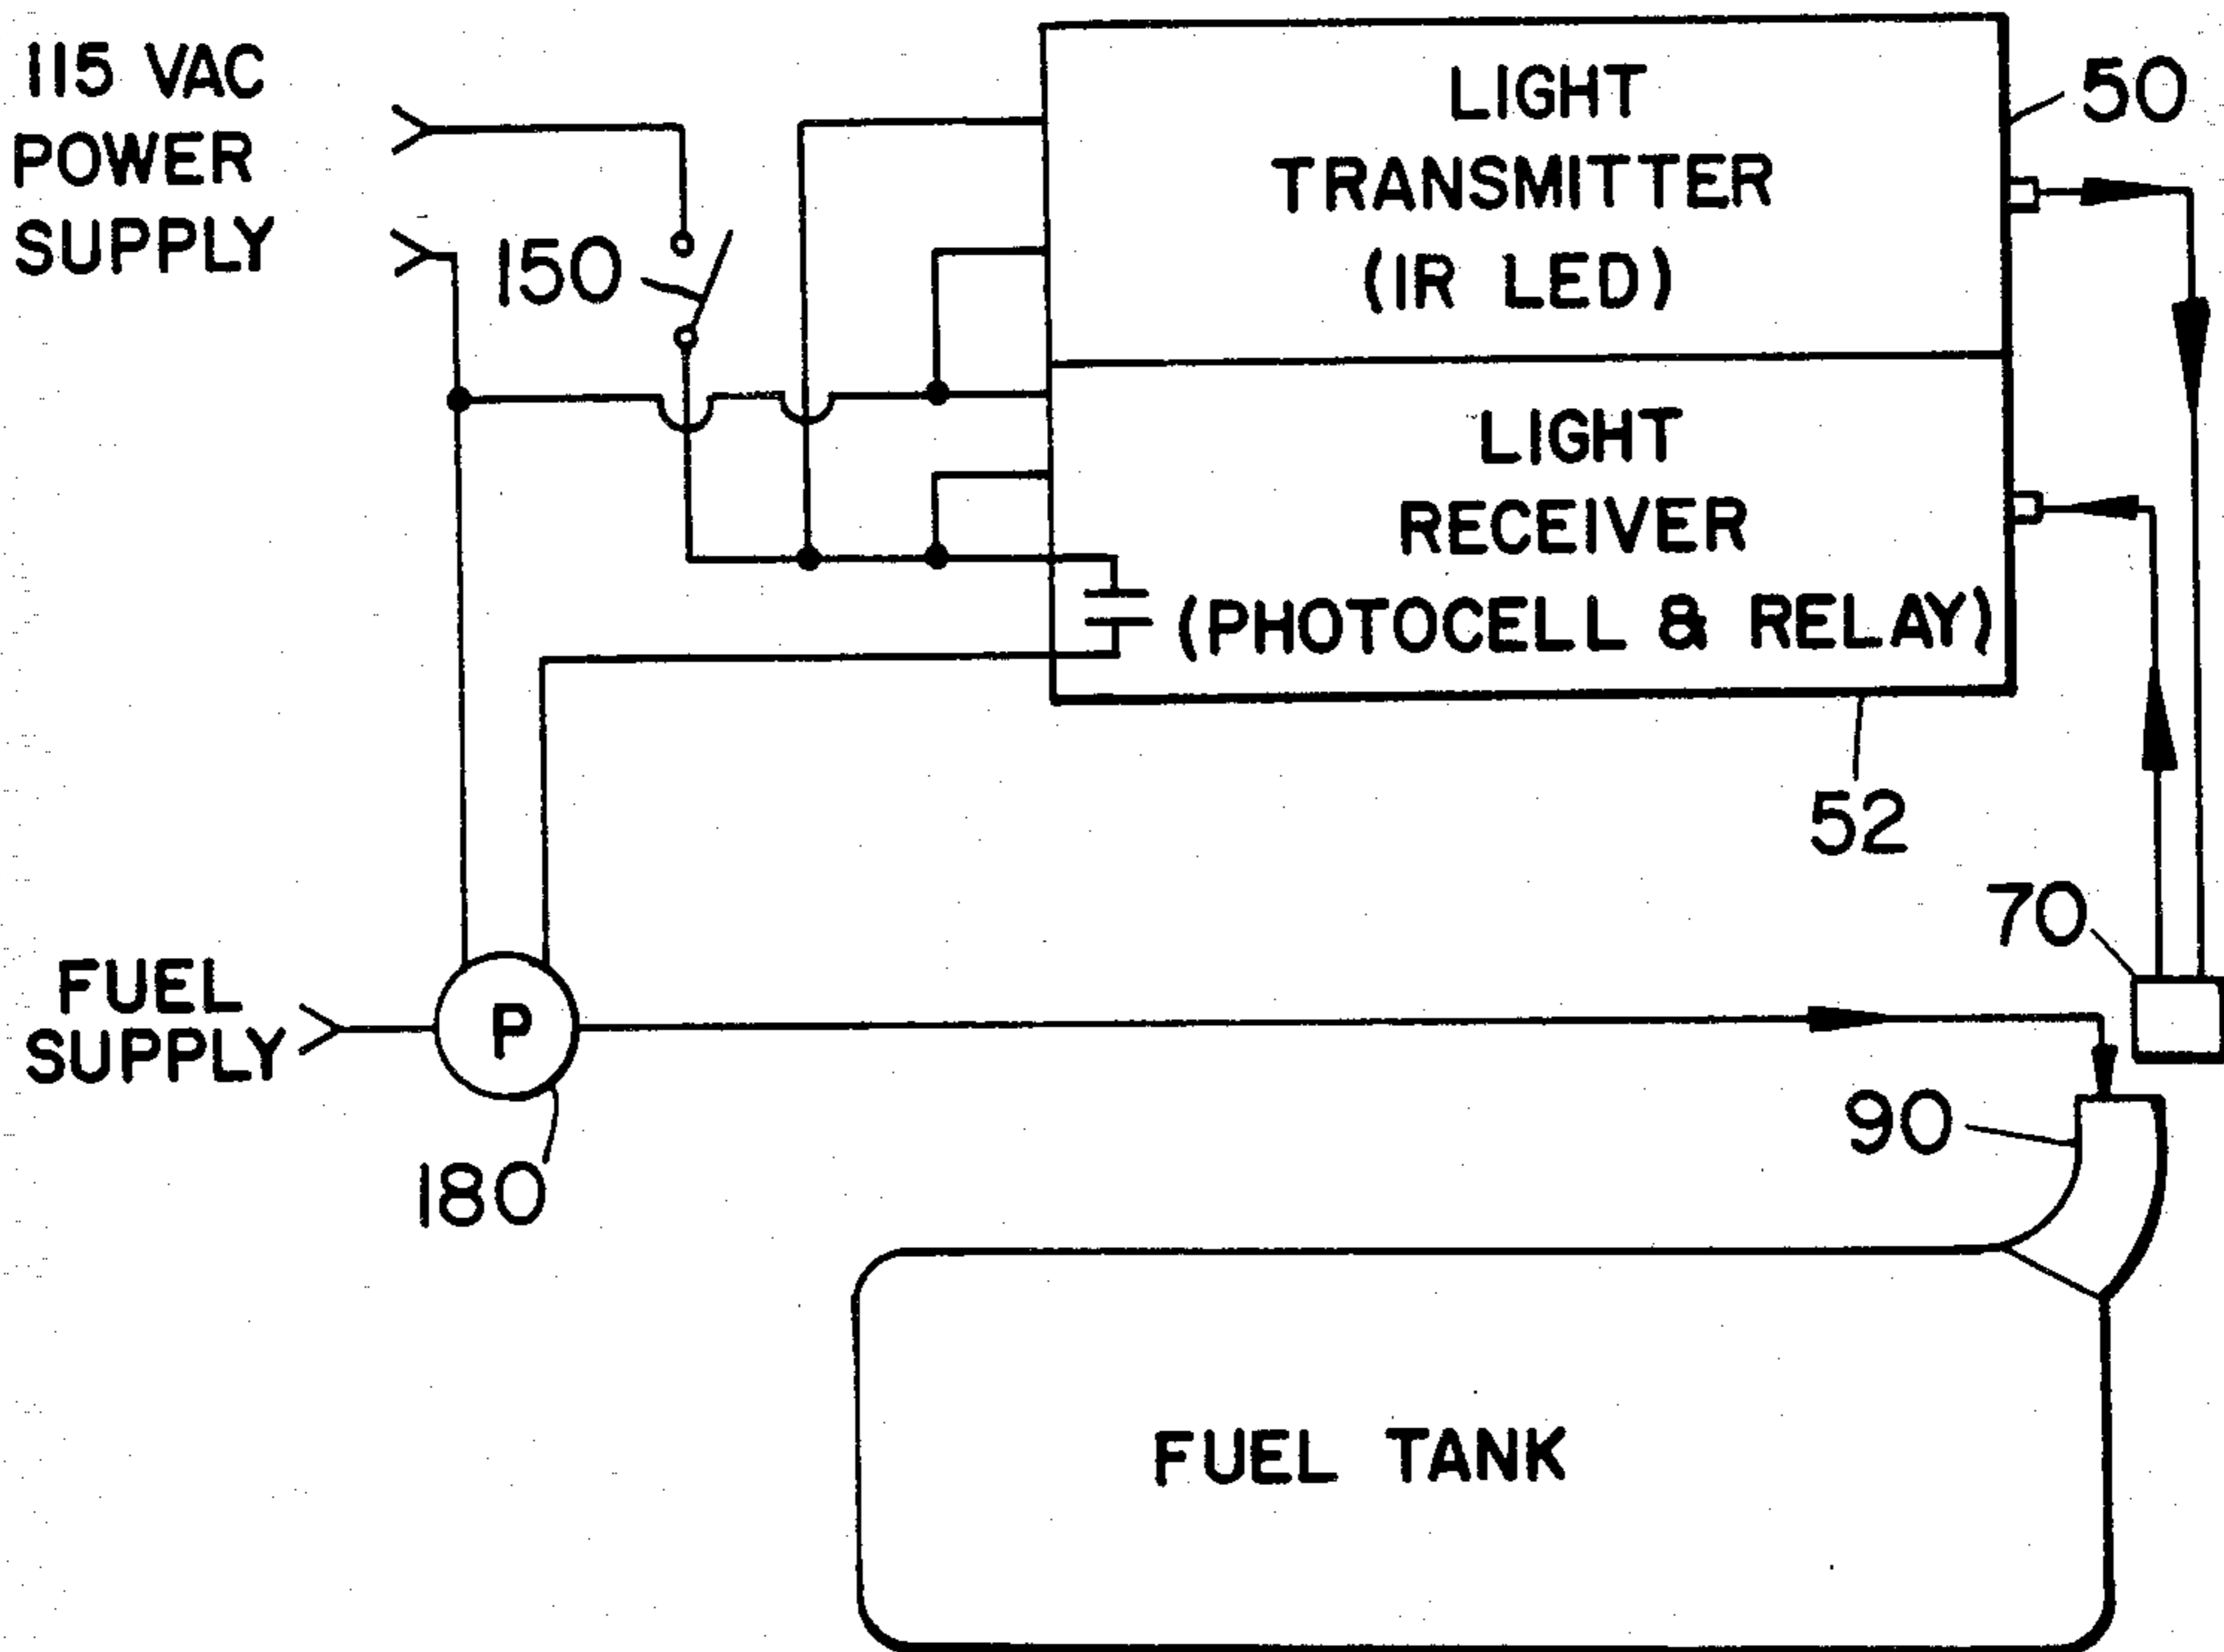 115 VAC
POWER
SUPPLY
150
LIGHT
TRANSMITTER
(IR LED)
50
LIGHT
RECEIVER
(PHOTOCELL & RELAY)
52
70
FUEL
SUPPLY
P
180
90
FUEL TANK